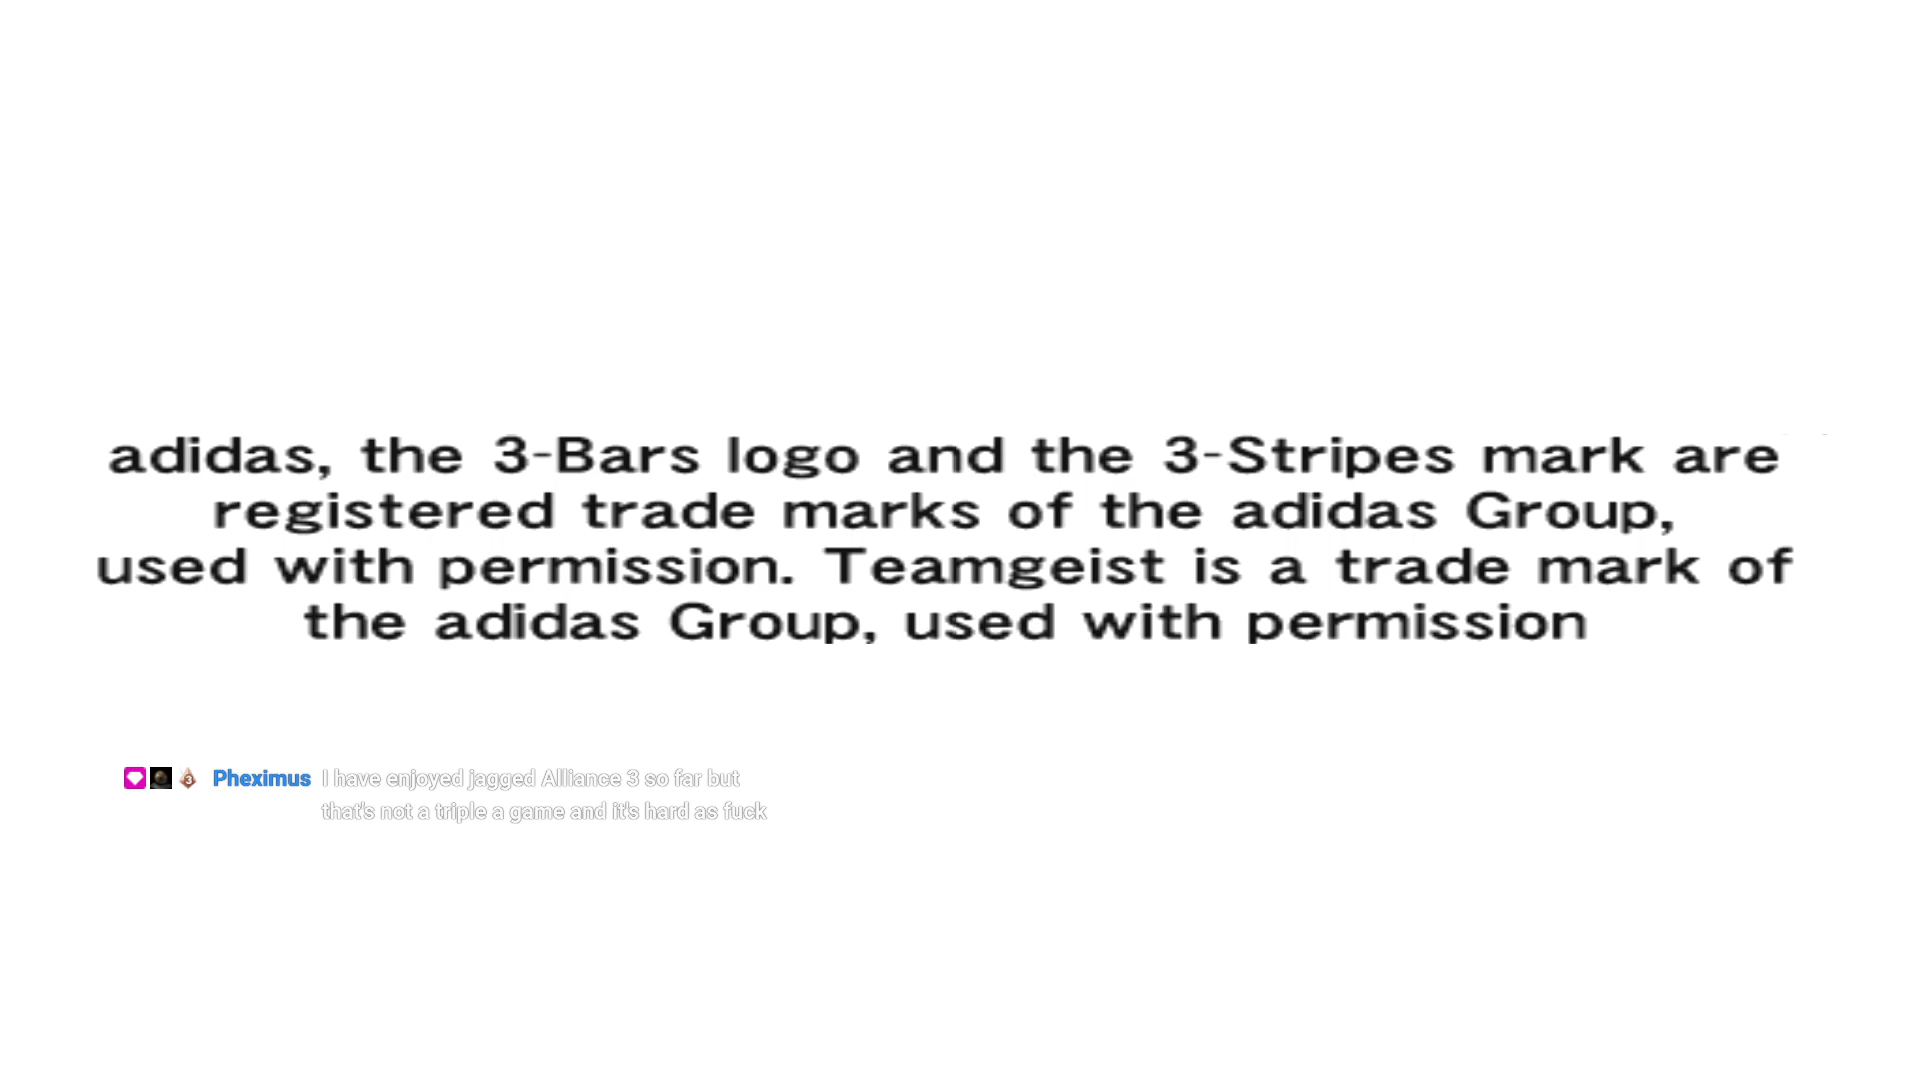 adidas, the 3-Bars logo and the 3-Stripes mark are
registered trade marks of the adidas Group,
used with permission. Teamgeist is a trade mark of
the adidas Group, used with permission
3 Pheximus I have enjoyed jagged Alliance 3 so far but
that's not a triple a game and it's hard as fuck